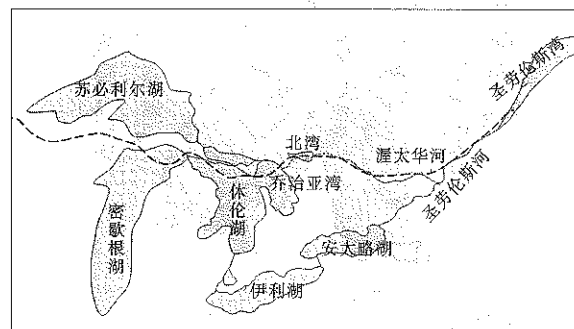 苏必利尔湖
圣劳伦斯湾
北湾
渥太华河
乔治亚湾
圣劳伦斯河
休伦湖
密歇根湖
安大略湖
伊利湖